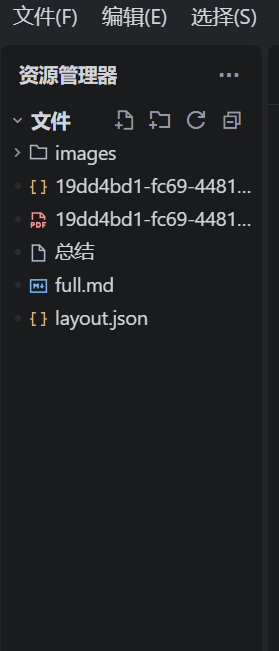 文件(F) 编辑(E) 选择(S)
资源管理器 ···
文件
images
19dd4bd1-fc69-4481...
PDF 19dd4bd1-fc69-4481...
总结
full.md
layout.json